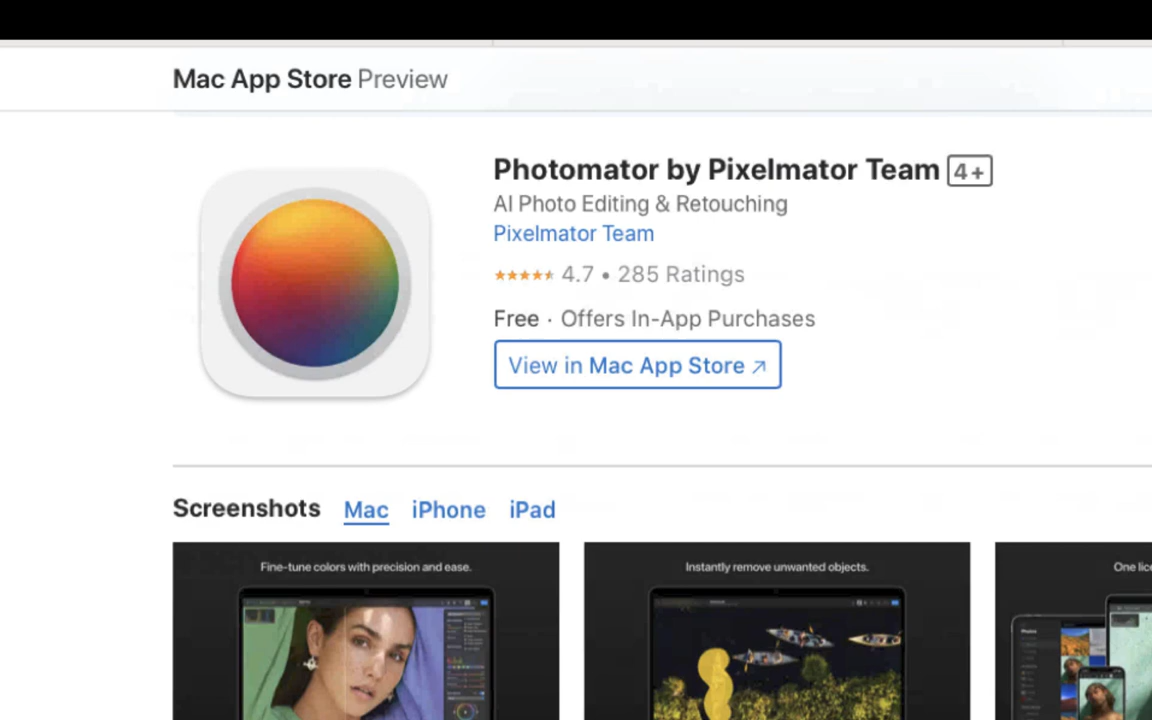 Mac App Store Preview
Photomator by Pixelmator Team 4+
AI Photo Editing & Retouching
Pixelmator Team
4.7 • 285 Ratings
Free · Offers In-App Purchases
View in Mac App Store ↗
Screenshots Mac iPhone iPad
Fine-tune colors with precision and ease.
Instantly remove unwanted objects.
One lice